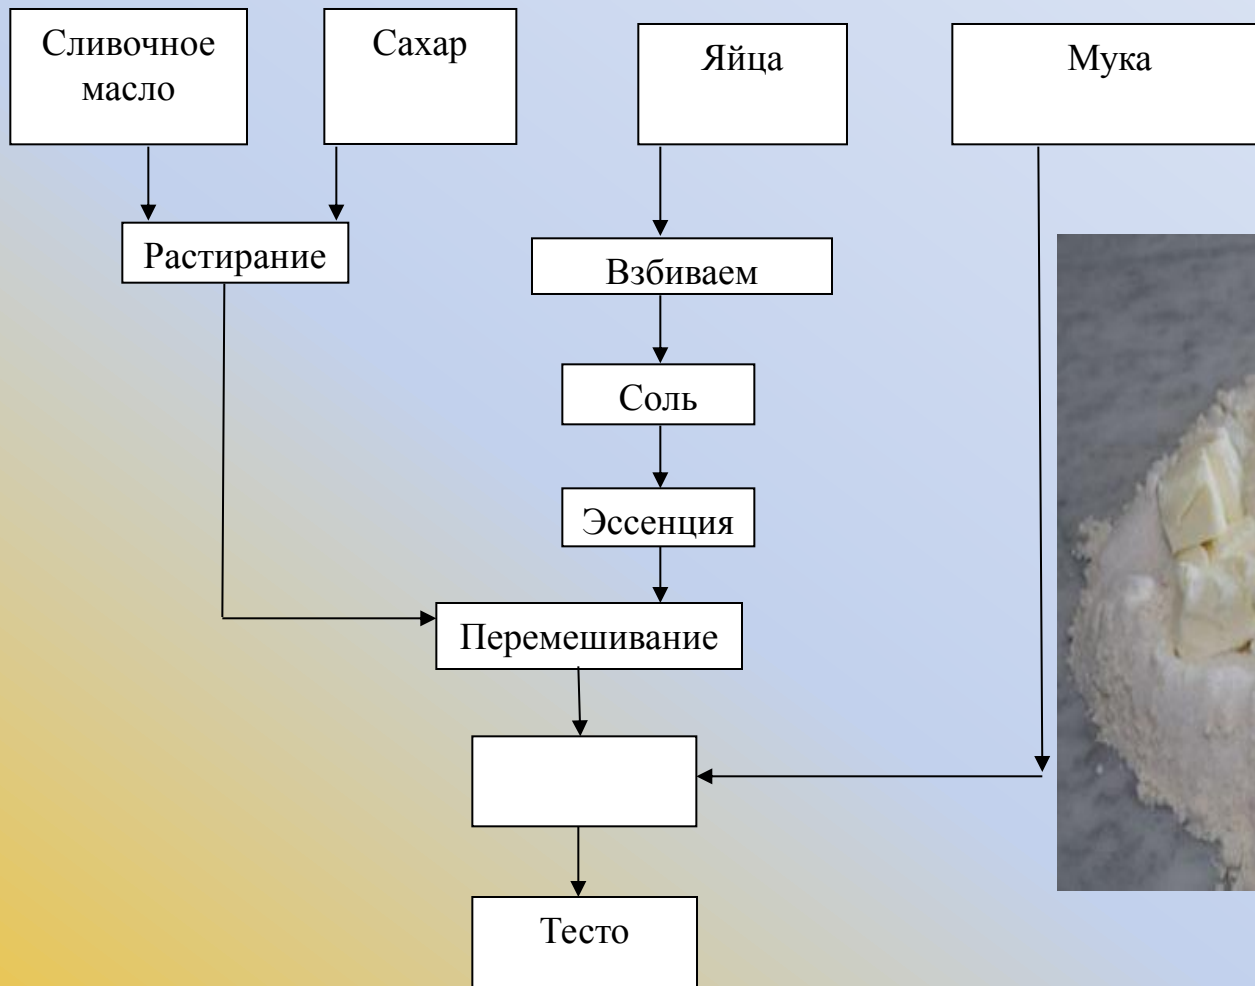 Сливочное
масло
Сахар
Яйца
Мука
Растирание
Взбиваем
Соль
Эссенция
Перемешивание
Тесто